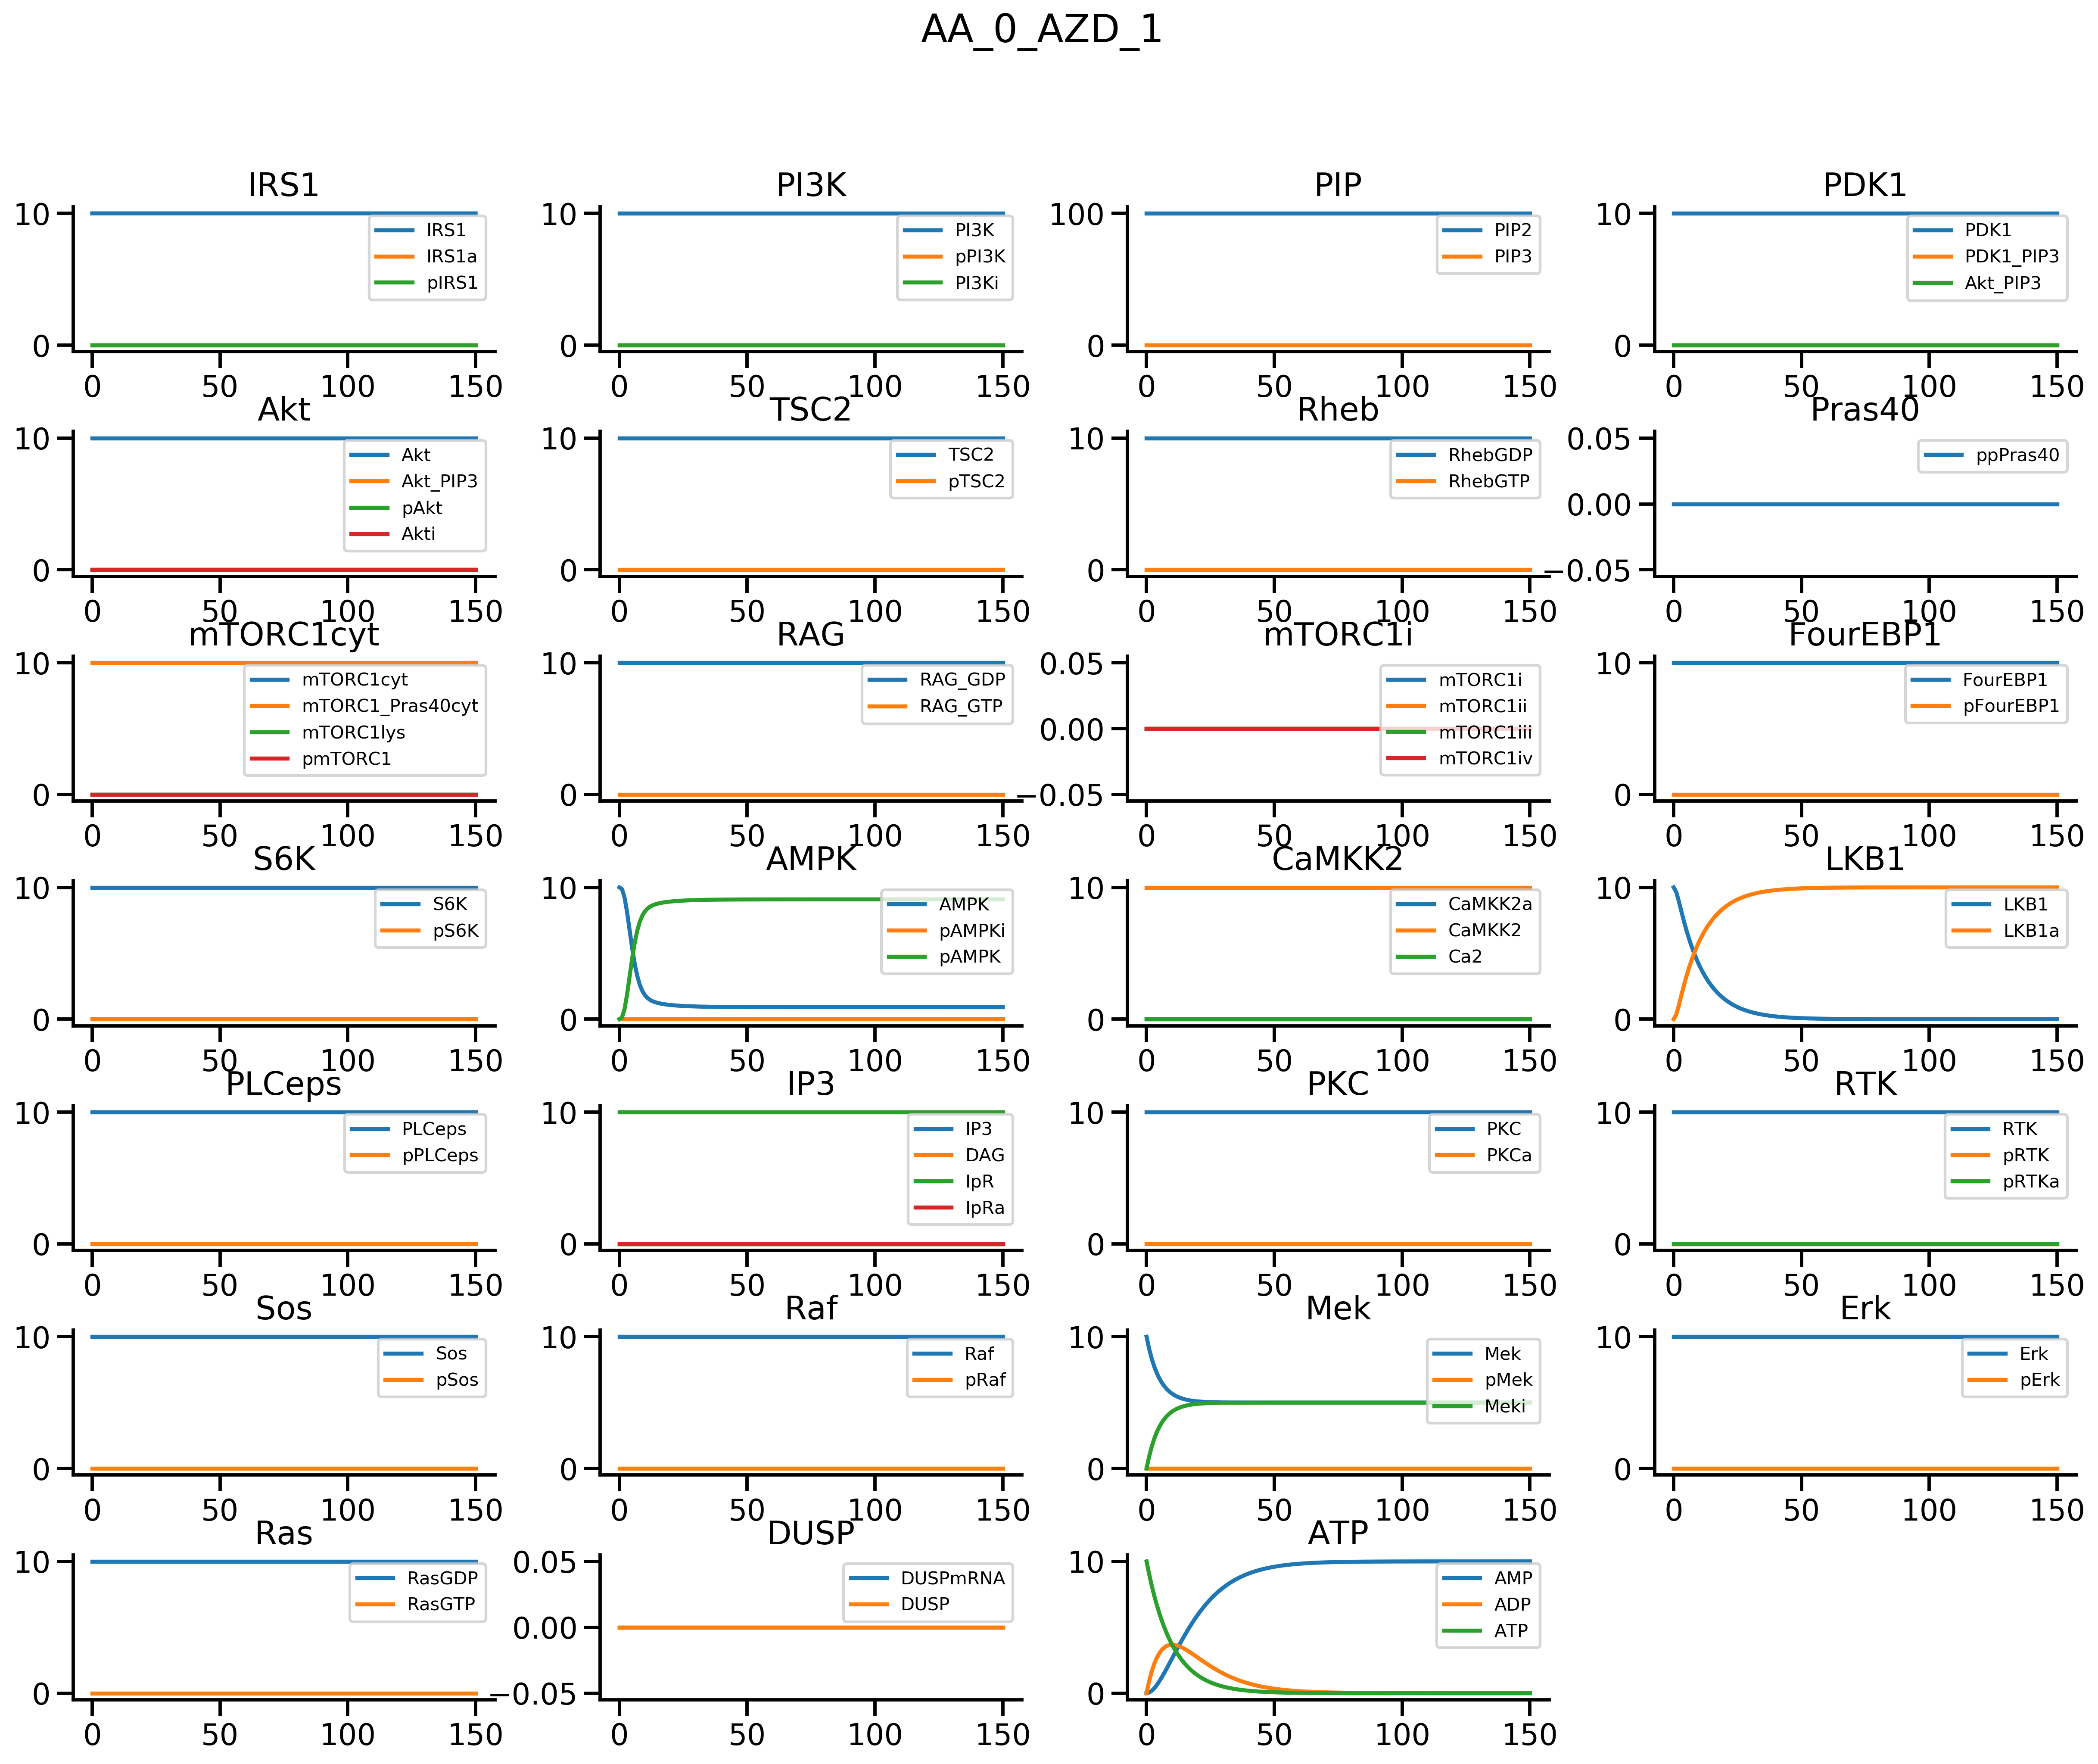 AA_0_AZD_1
IRS1
10
0
0 50 100 150
IRS1
IRS1a
pIRS1
PI3K
10
0
0 50 100 150
PI3K
pPI3K
PI3Ki
PIP
100
0
0 50 100 150
PIP2
PIP3
PDK1
10
0
0 50 100 150
PDK1
PDK1_PIP3
Akt_PIP3
Akt
10
0
0 50 100 150
Akt
Akt_PIP3
pAkt
Akti
TSC2
10
0
0 50 100 150
TSC2
pTSC2
Rheb
10
0
0 50 100 150
RhebGDP
RhebGTP
Pras40
0.05
0.00
−0.05
0 50 100 150
ppPras40
mTORC1cyt
10
0
0 50 100 150
mTORC1cyt
mTORC1_Pras40cyt
mTORC1lys
pmTORC1
RAG
10
0
0 50 100 150
RAG_GDP
RAG_GTP
mTORC1i
0.05
0.00
−0.05
0 50 100 150
mTORC1i
mTORC1ii
mTORC1iii
mTORC1iv
FourEBP1
10
0
0 50 100 150
FourEBP1
pFourEBP1
S6K
10
0
0 50 100 150
S6K
pS6K
AMPK
10
0
0 50 100 150
AMPK
pAMPKi
pAMPK
CaMKK2
10
0
0 50 100 150
CaMKK2a
CaMKK2
Ca2
LKB1
10
0
0 50 100 150
LKB1
LKB1a
PLCeps
10
0
0 50 100 150
PLCeps
pPLCeps
IP3
10
0
0 50 100 150
IP3
DAG
IpR
IpRa
PKC
10
0
0 50 100 150
PKC
PKCa
RTK
10
0
0 50 100 150
RTK
pRTK
pRTKa
Sos
10
0
0 50 100 150
Sos
pSos
Raf
10
0
0 50 100 150
Raf
pRaf
Mek
10
0
0 50 100 150
Mek
pMek
Meki
Erk
10
0
0 50 100 150
Erk
pErk
Ras
10
0
0 50 100 150
RasGDP
RasGTP
DUSP
0.05
0.00
−0.05
0 50 100 150
DUSPmRNA
DUSP
ATP
10
0
0 50 100 150
AMP
ADP
ATP